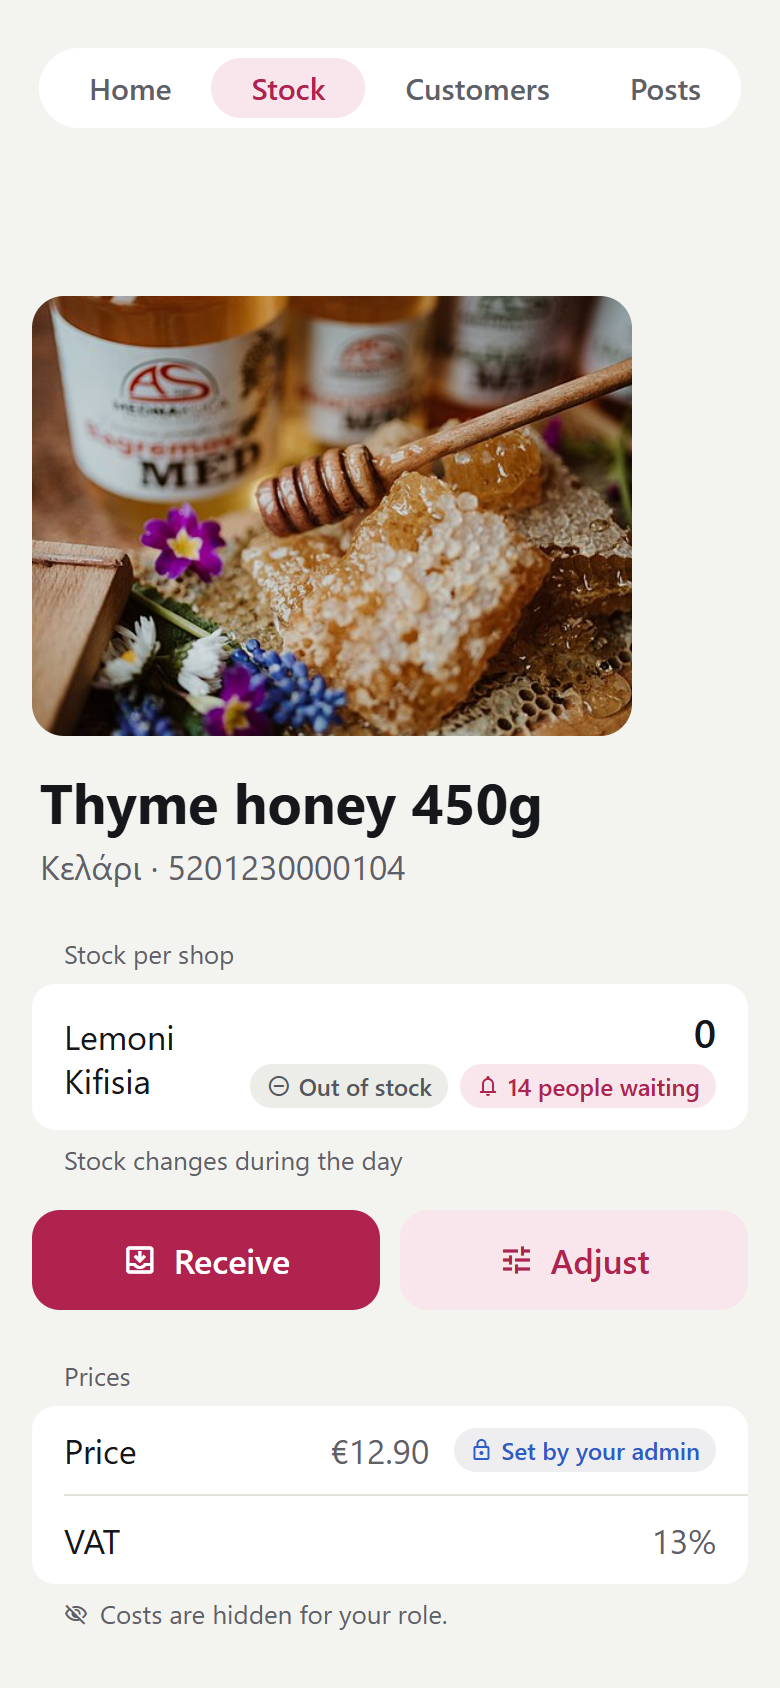 Home Stock Customers Posts
AS
MED
Thyme honey 450g
Κελάρι · 5201230000104
Stock per shop
Lemoni Kifisia
0
Out of stock
14 people waiting
Stock changes during the day
Receive
Adjust
Prices
Price €12.90 Set by your admin
VAT 13%
Costs are hidden for your role.